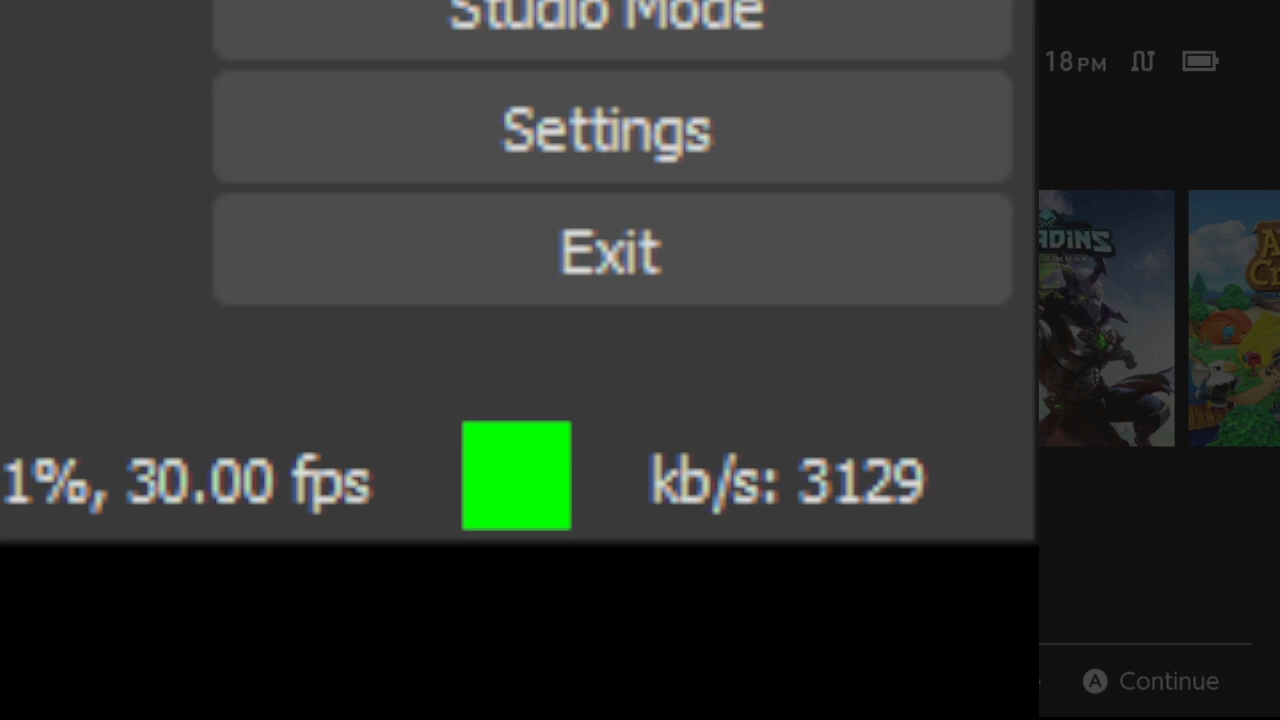 Studio Mode
18 PM
Settings
Exit
ADINS
1%, 30.00 fps
kb/s: 3129
A Continue